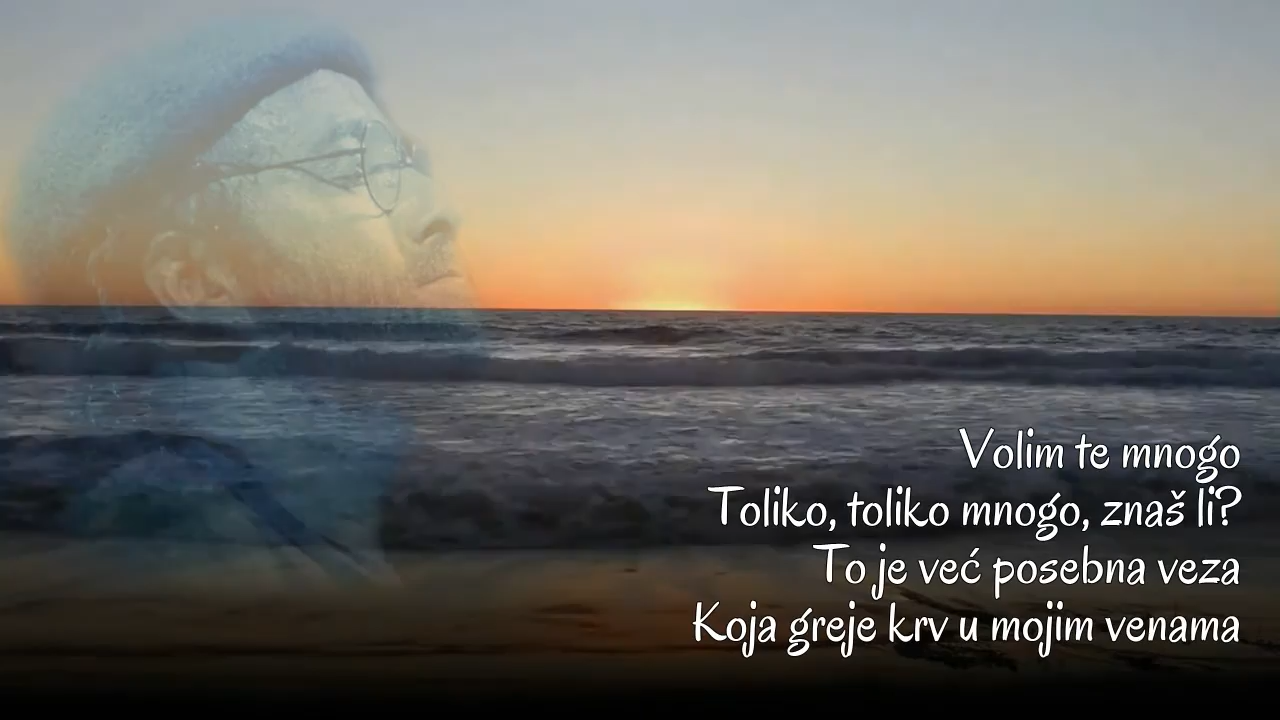 Volim te mnogo
Toliko, toliko mnogo, znaš li?
To je već posebna veza
Koja greje krv u mojim venama